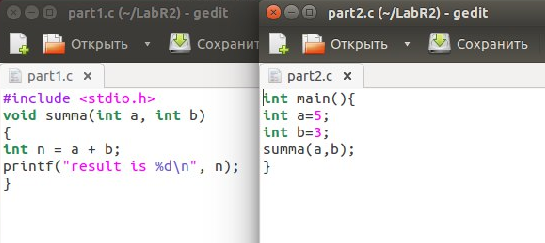 part1.c (~/LabR2) - gedit
Открыть Сохранить
part1.c ×
#include <stdio.h>
void summa(int a, int b)
{
int n = a + b;
printf("result is %d\n", n);
}
part2.c (~/LabR2) - gedit
Открыть Сохранить
part2.c ×
int main(){
int a=5;
int b=3;
summa(a,b);
}